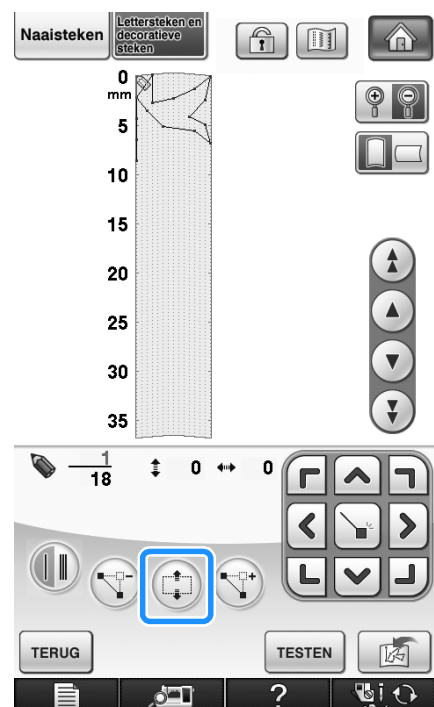 Naaisteken
Lettersteken en
decoratieve
steken
0
mm
5
10
15
20
25
30
35
1
18
0
0
TERUG
TESTEN
?